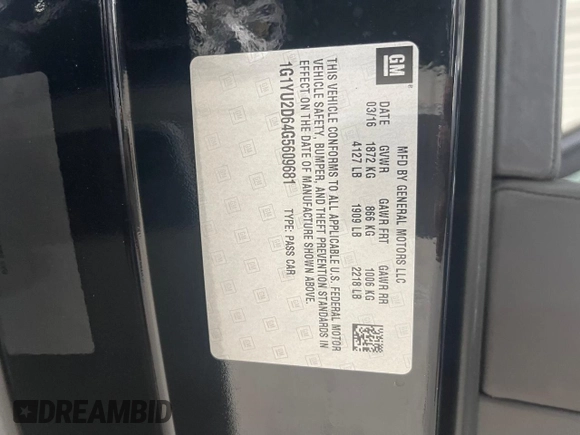 GM
MFD BY GENERAL MOTORS LLC
DATE GVWR GAWR FRT GAWR RR
03/16 1872 KG 866 KG 1006 KG
4127 LB 1909 LB 2218 LB
THIS VEHICLE CONFORMS TO ALL APPLICABLE U.S. FEDERAL MOTOR
VEHICLE SAFETY, BUMPER, AND THEFT PREVENTION STANDARDS IN
EFFECT ON THE DATE OF MANUFACTURE SHOWN ABOVE.
1G1YU2D64G5609681 TYPE: PASS CAR
DREAMBID